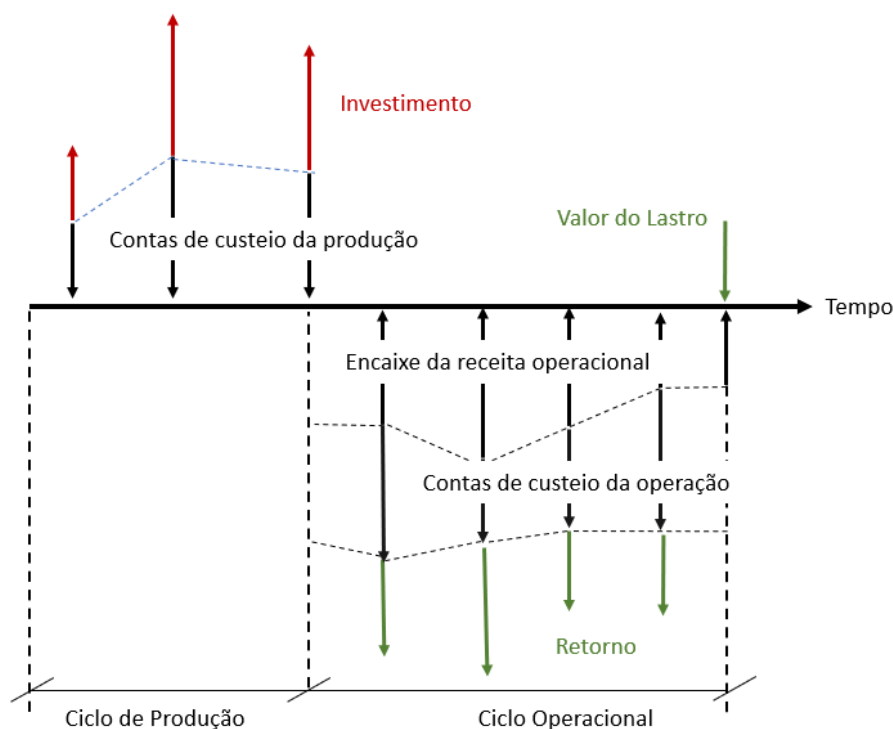 Investimento
Contas de custeio da produção
Valor do Lastro
Tempo
Encaixe da receita operacional
Contas de custeio da operação
Retorno
Ciclo de Produção
Ciclo Operacional